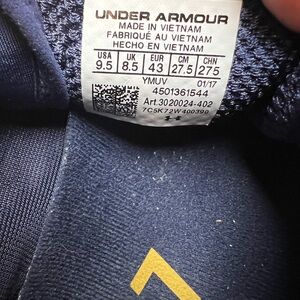 UNDER ARMOUR
MADE IN VIETNAM
FABRIQUÉ AU VIETNAM
HECHO EN VIETNAM
USA UK EUR CM CHN
9.5 8.5 43 27.5 275
YMUV 01/17
4501361544
Art.3020024-402
7C5K72W400390